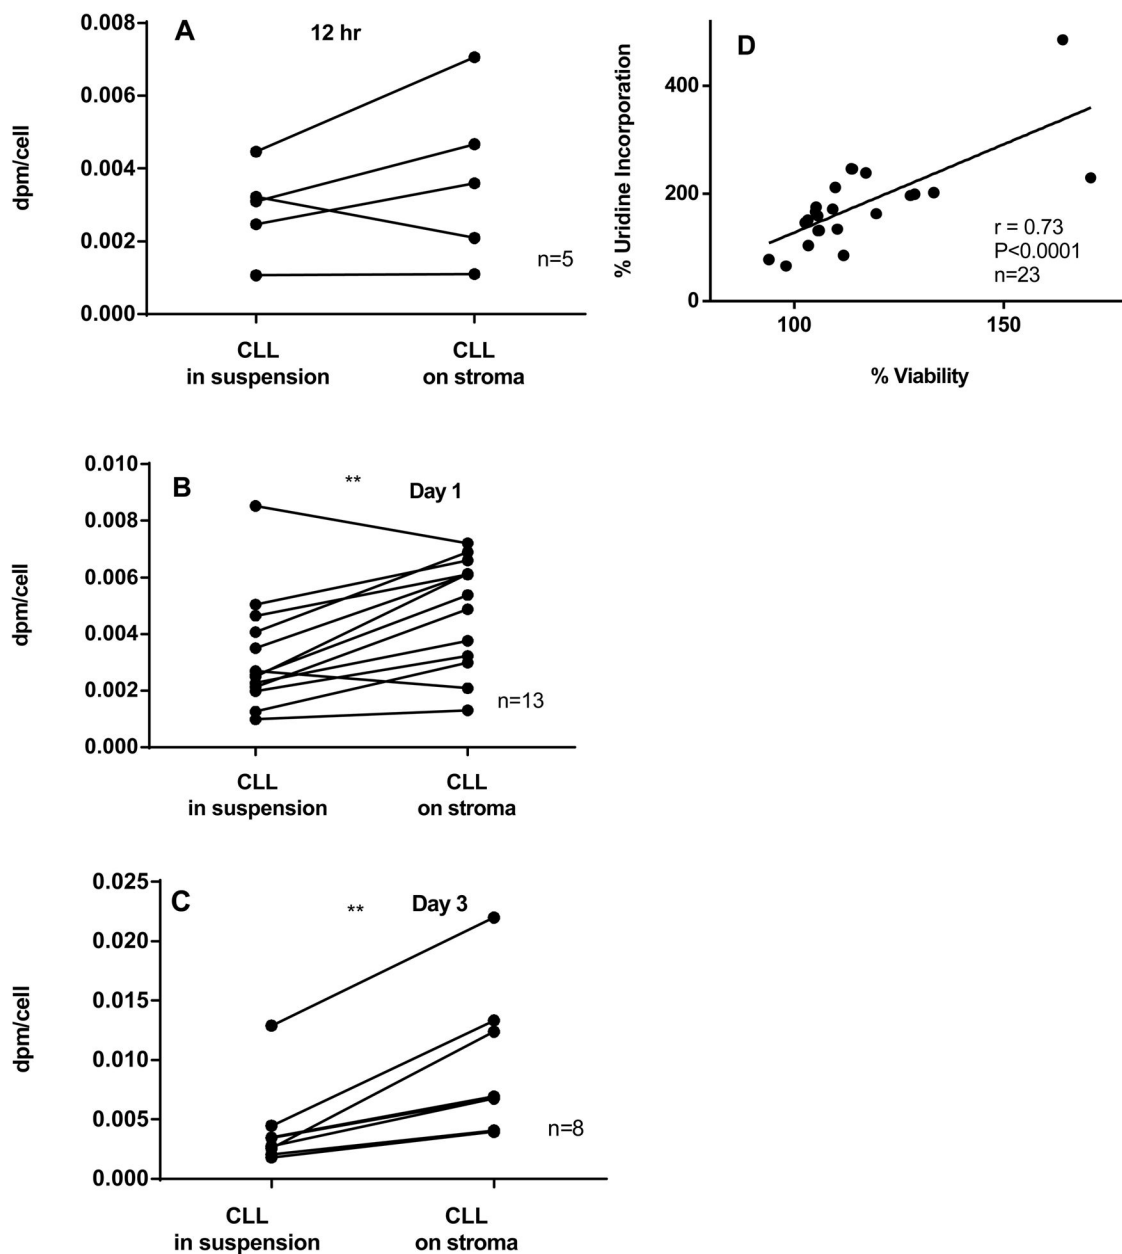 A
12 hr
dpm/cell
0.008
0.006
0.004
0.002
0.000
n=5
CLL
in suspension
CLL
on stroma
D
% Uridine Incorporation
400
200
0
r = 0.73
P<0.0001
n=23
100
150
% Viability
B
**
Day 1
dpm/cell
0.010
0.008
0.006
0.004
0.002
0.000
n=13
CLL
in suspension
CLL
on stroma
C
**
Day 3
dpm/cell
0.025
0.020
0.015
0.010
0.005
0.000
n=8
CLL
in suspension
CLL
on stroma